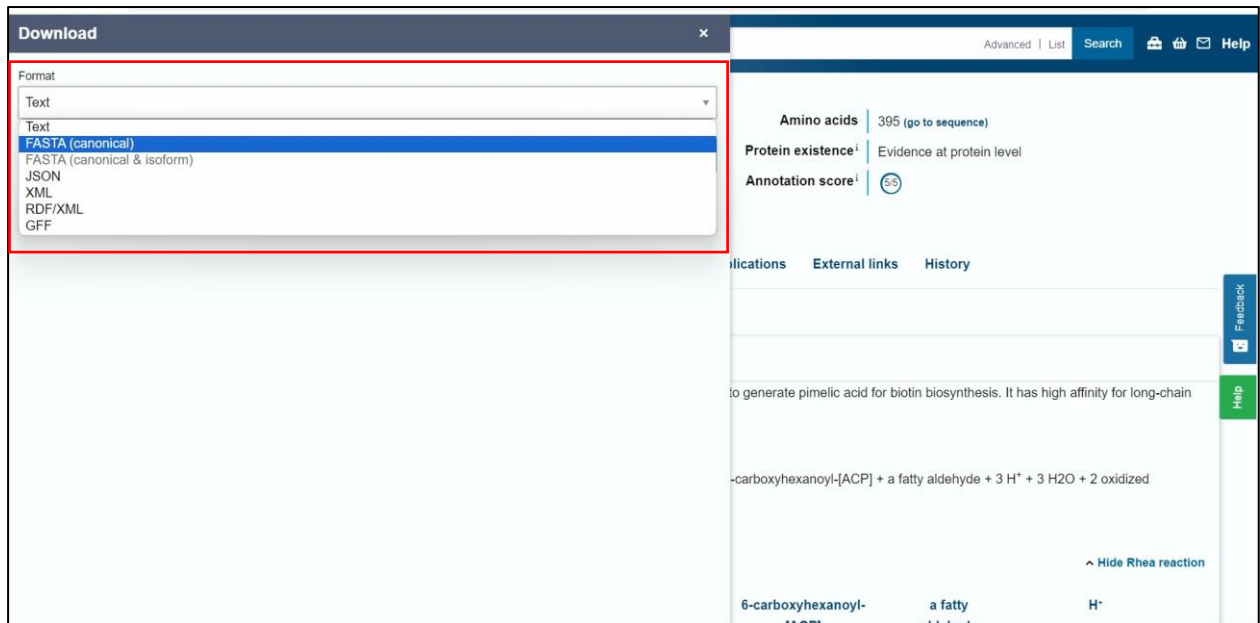 Download ×
Advanced | List Search Help
Format
Text
Text
FASTA (canonical)
FASTA (canonical & isoform)
JSON
XML
RDF/XML
GFF
Amino acids 395 (go to sequence)
Protein existence i Evidence at protein level
Annotation score i 5/5
plications External links History
Feedback
Help
to generate pimelic acid for biotin biosynthesis. It has high affinity for long-chain
-carboxyhexanoyl-[ACP] + a fatty aldehyde + 3 H⁺ + 3 H2O + 2 oxidized
Hide Rhea reaction
6-carboxyhexanoyl- a fatty H⁺